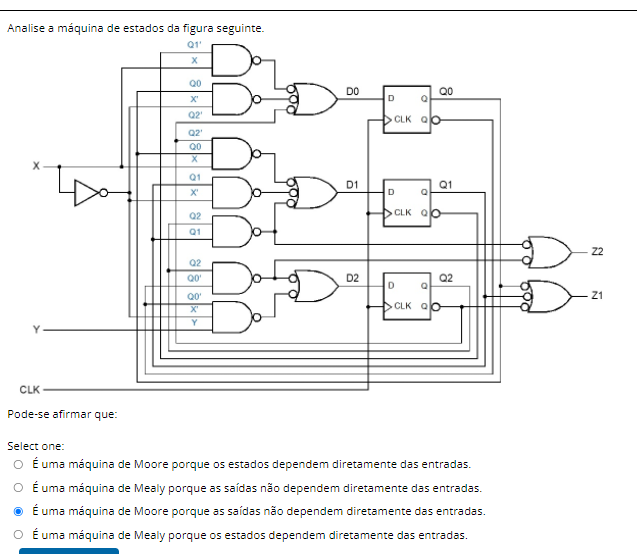 Analise a máquina de estados da figura seguinte.
Q1'
X
Q0
X'
Q2'
D0
D
Q
Q0
CLK Q
Q2'
Q0
X
X
Q1
X'
D1
D
Q
Q1
CLK Q
Q2
Q1
Z2
Q2
Q0'
D2
D
Q
Q2
Z1
Q0'
X'
Y
CLK Q
Y
CLK
Pode-se afirmar que:
Select one:
É uma máquina de Moore porque os estados dependem diretamente das entradas.
É uma máquina de Mealy porque as saídas não dependem diretamente das entradas.
É uma máquina de Moore porque as saídas não dependem diretamente das entradas.
É uma máquina de Mealy porque os estados dependem diretamente das entradas.